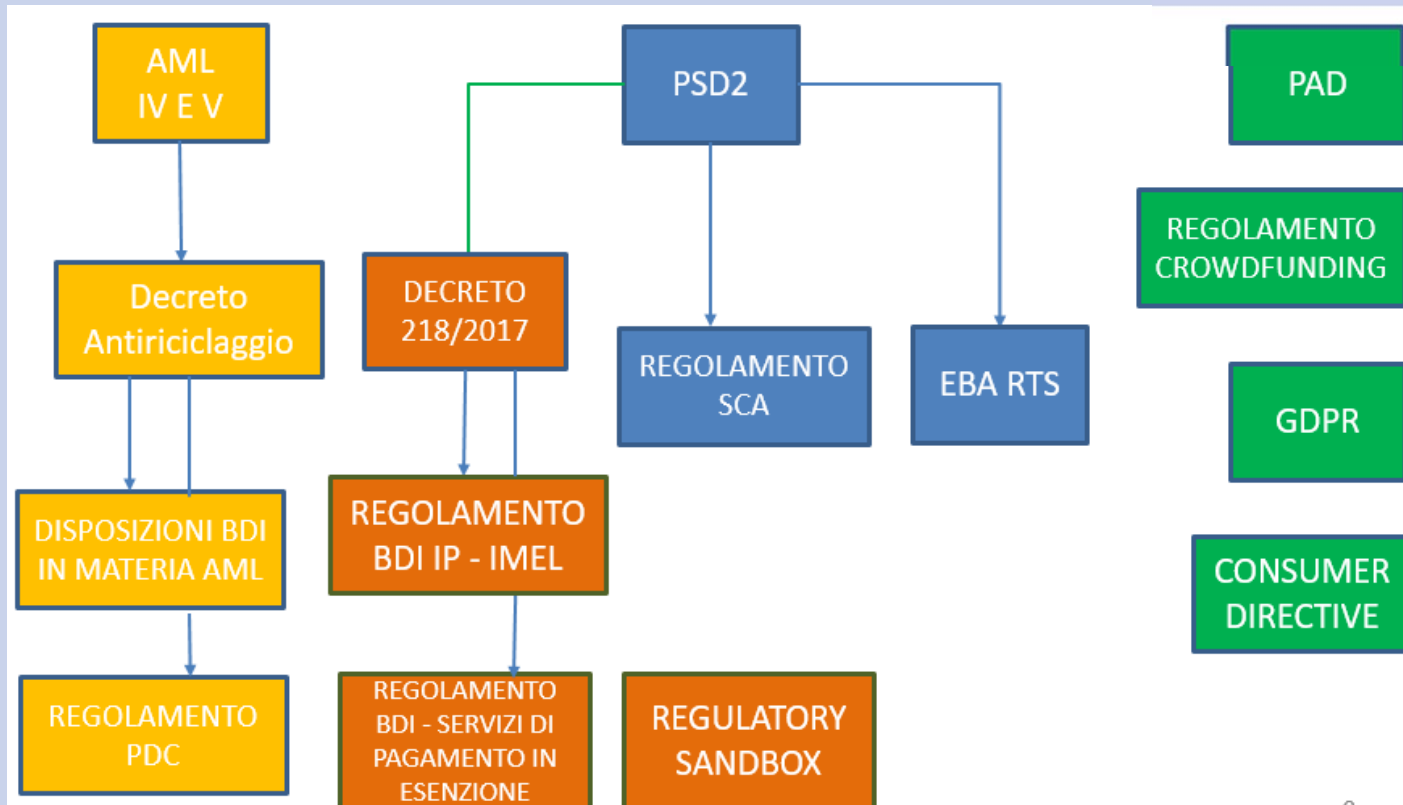 AML
IV E V
PSD2
PAD
REGOLAMENTO
CROWDFUNDING
Decreto
Antiriciclaggio
DECRETO
218/2017
REGOLAMENTO
SCA
EBA RTS
GDPR
DISPOSIZIONI BDI
IN MATERIA AML
REGOLAMENTO
BDI IP - IMEL
CONSUMER
DIRECTIVE
REGOLAMENTO
PDC
REGOLAMENTO
BDI - SERVIZI DI
PAGAMENTO IN
ESENZIONE
REGULATORY
SANDBOX